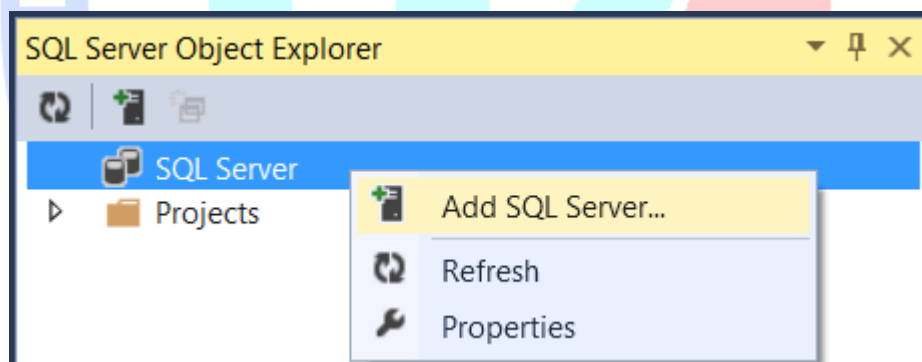 SQL Server Object Explorer
SQL Server
Projects
Add SQL Server...
Refresh
Properties